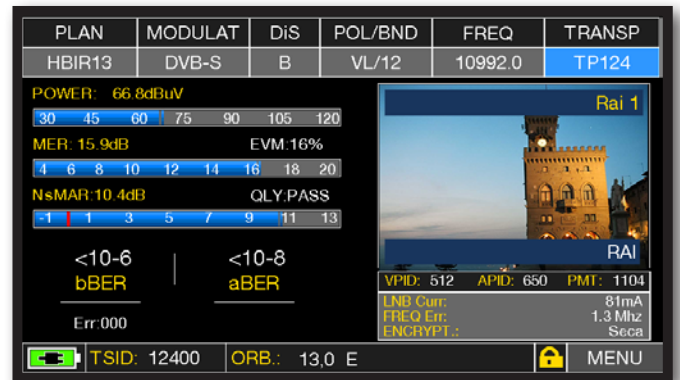 PLAN MODULAT DiS POL/BND FREQ TRANSP
HBIR13 DVB-S B VL/12 10992.0 TP124
POWER: 66.8dBuV
30 45 60 75 90 105 120
MER: 15.9dB EVM:16%
4 6 8 10 12 14 16 18 20
NsMAR:10.4dB QLY:PASS
-1 1 3 5 7 9 11 13
<10-6 <10-8
bBER aBER
Err:000
Rai 1
RAI
VPID: 512 APID: 650 PMT: 1104
LNB Curr: 81mA
FREQ Err: 1.3 Mhz
ENCRYPT.: Seca
TSID: 12400 ORB.: 13,0 E MENU